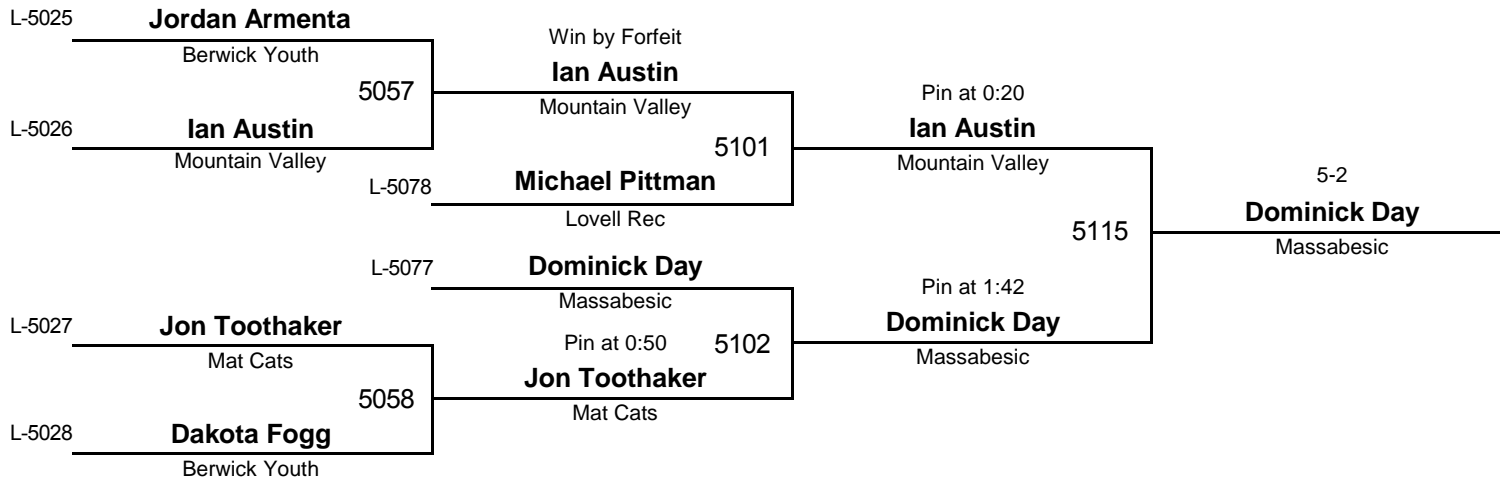 L-5025
Jordan Armenta
Berwick Youth
5057
L-5026
Ian Austin
Mountain Valley
Win by Forfeit
Ian Austin
Mountain Valley
5101
L-5078
Michael Pittman
Lovell Rec
Pin at 0:20
Ian Austin
Mountain Valley
5115
5-2
Dominick Day
Massabesic
L-5077
Dominick Day
Massabesic
5102
Pin at 1:42
Dominick Day
Massabesic
L-5027
Jon Toothaker
Mat Cats
5058
Pin at 0:50
Jon Toothaker
Mat Cats
L-5028
Dakota Fogg
Berwick Youth